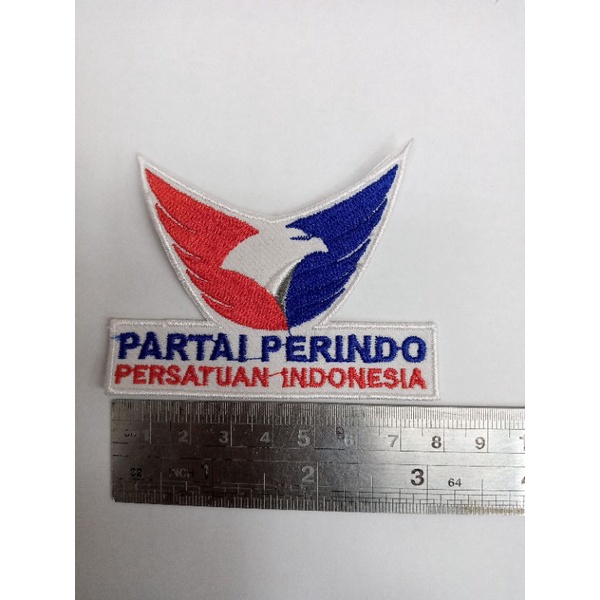 PARTAI PERINDO
PERSATUAN INDONESIA
1 2 3 4 5 6 7 8 9
1 2 3 64